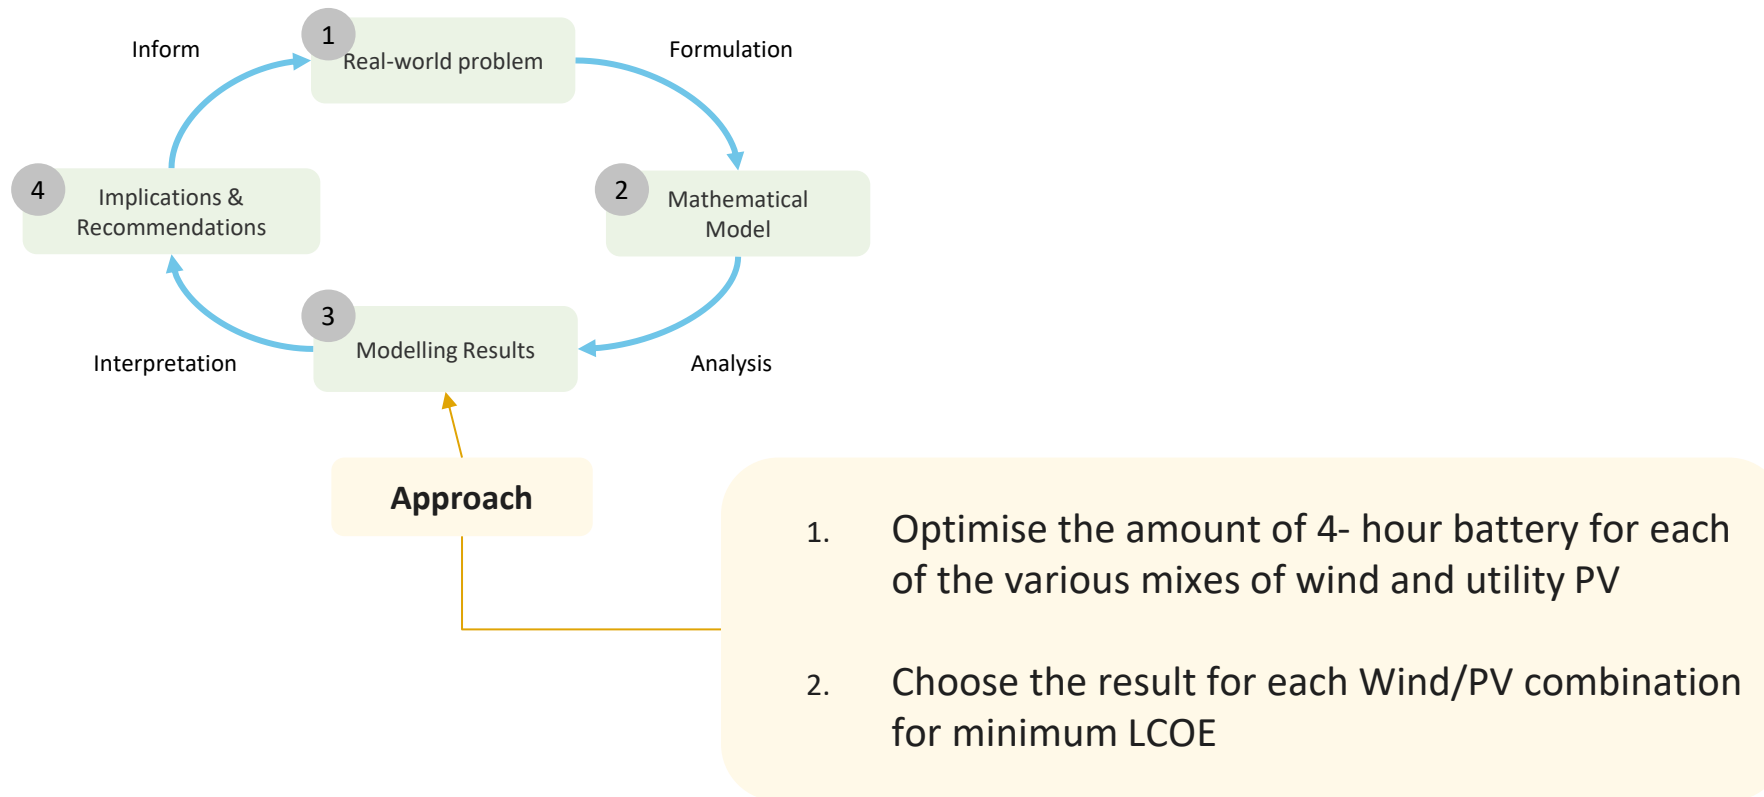 1
Real-world problem
Inform
Formulation
2
Mathematical
Model
4
Implications &
Recommendations
3
Modelling Results
Interpretation
Analysis
Approach
1. Optimise the amount of 4- hour battery for each
of the various mixes of wind and utility PV
2. Choose the result for each Wind/PV combination
for minimum LCOE